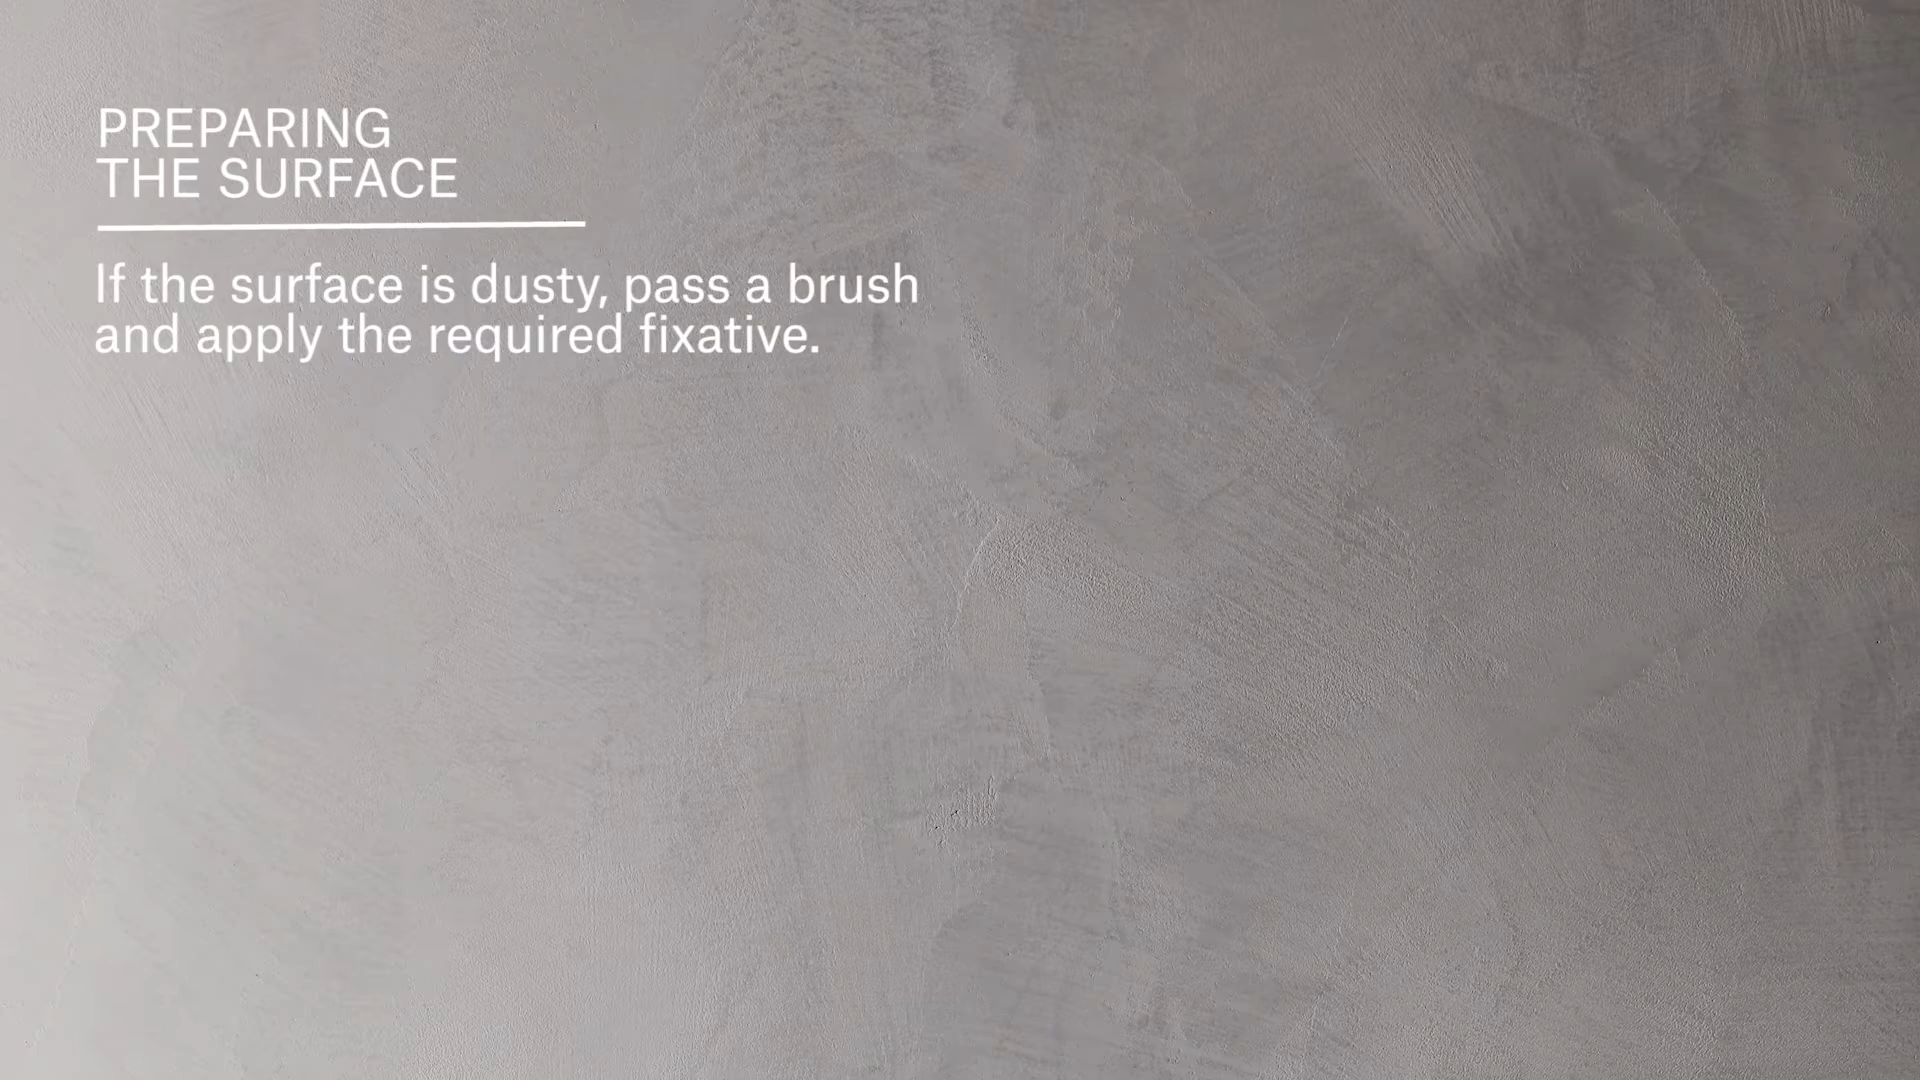 PREPARING
THE SURFACE
If the surface is dusty, pass a brush
and apply the required fixative.